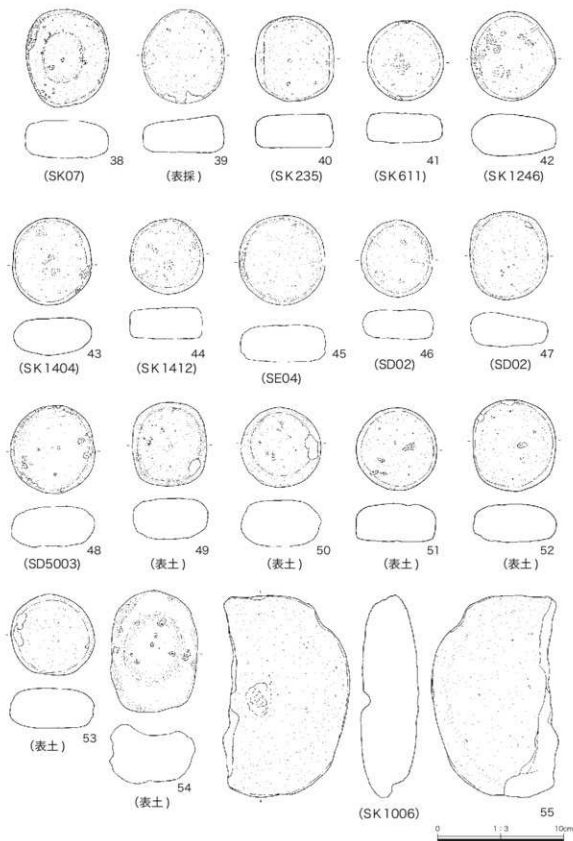 38
39
40
41
42
(SK07)
(表採)
(SK235)
(SK611)
(SK1246)
43
44
45
46
47
(SK1404)
(SK1412)
(SE04)
(SD02)
(SD02)
48
49
50
51
52
(SD5003)
(表土)
(表土)
(表土)
(表土)
53
(表土)
54
(表土)
(SK1006)
55
0 1:3 10cm